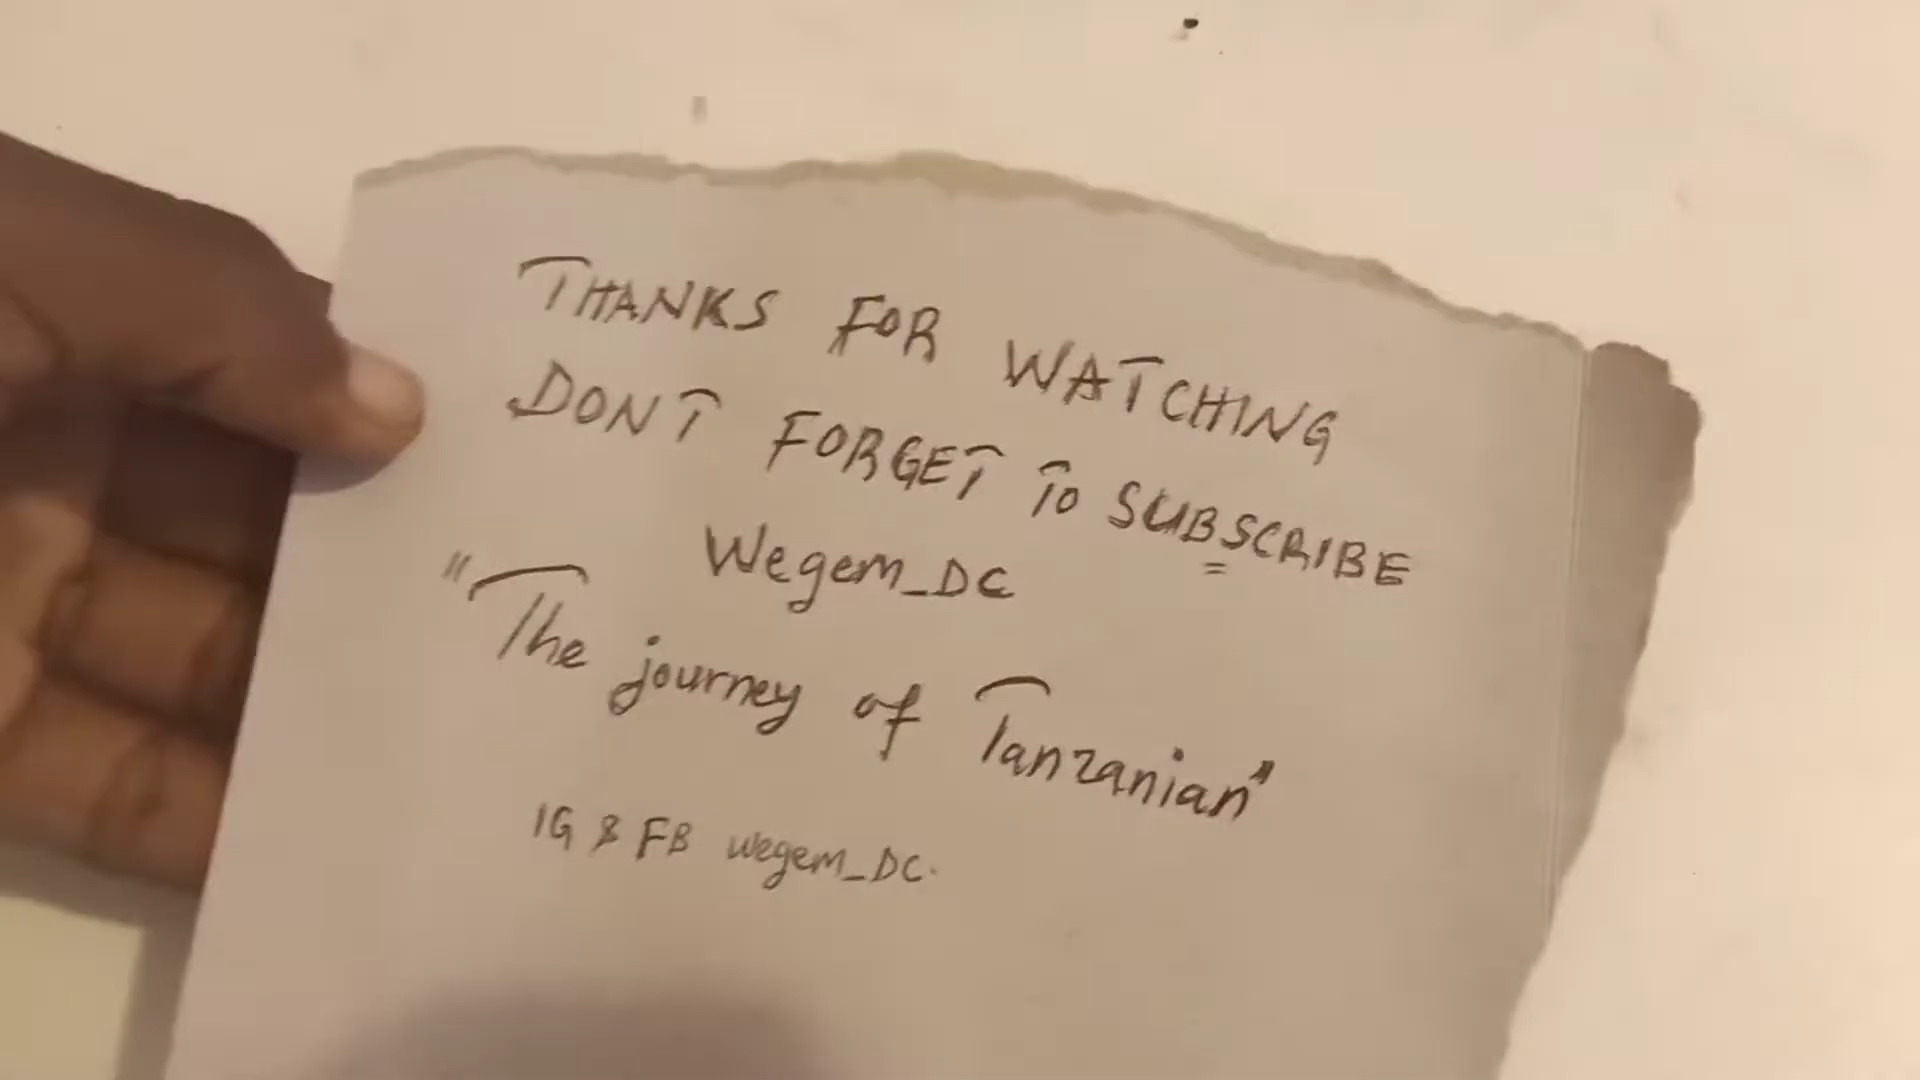 THANKS FOR WATCHING
DONT FORGET TO SUBSCRIBE
Wegem_DC
"The journey of Tanzanian"
IG & FB wegem_DC.